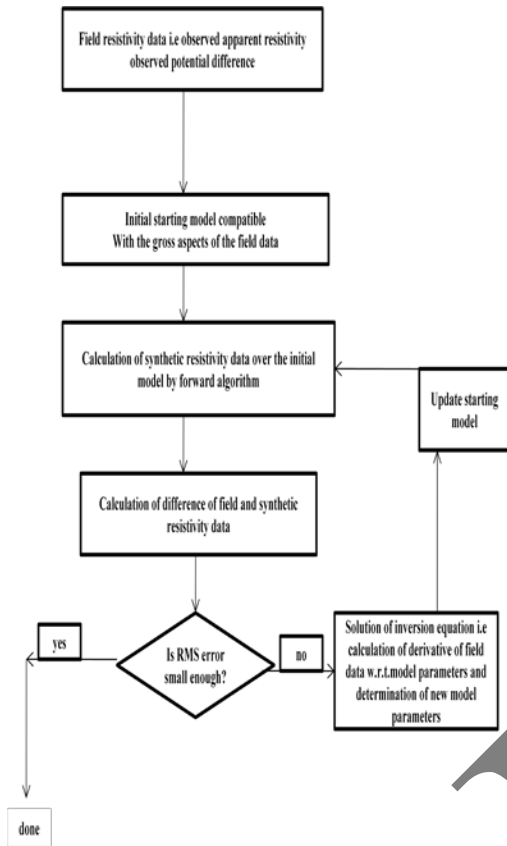 Field resistivity data i.e observed apparent resistivity
observed potential difference
Initial starting model compatible
With the gross aspects of the field data
Calculation of synthetic resistivity data over the initial
model by forward algorithm
Update starting
model
Calculation of difference of field and synthetic
resistivity data
yes
Is RMS error
small enough?
no
Solution of inversion equation i.e
calculation of derivative of field
data w.r.t.model parameters and
determination of new model
parameters
done